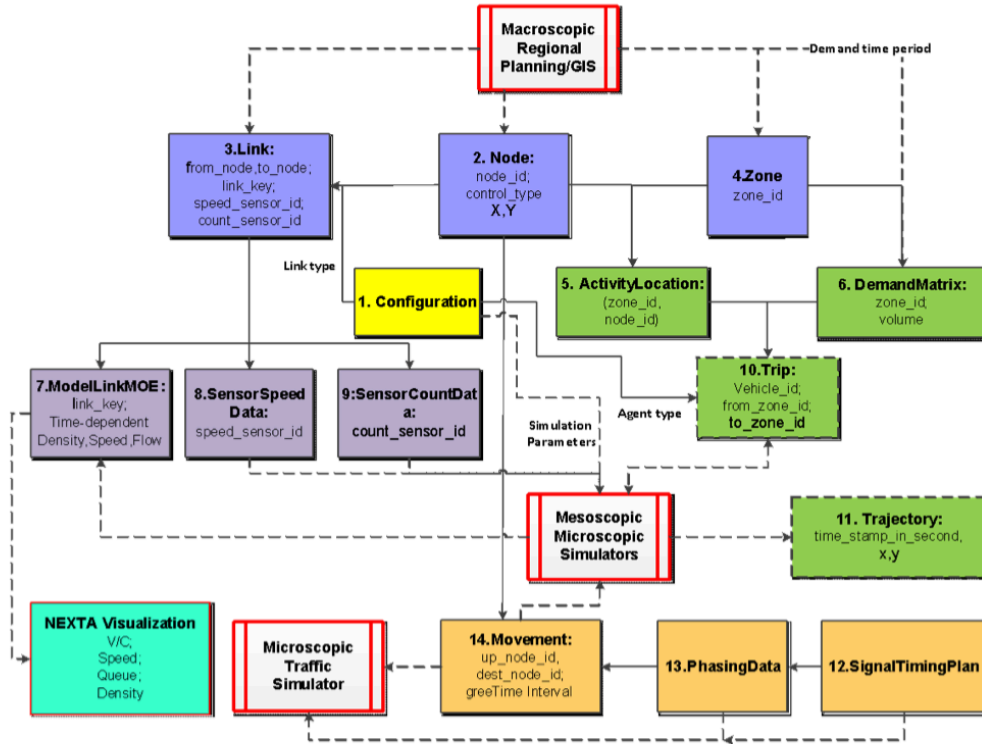 Macroscopic
Regional
Planning/GIS
Demand time period
3.Link:
from_node,to_node;
link_key;
speed_sensor_id;
count_sensor_id
2. Node:
node_id;
control_type
X,Y
4.Zone
zone_id
Link type
1. Configuration
5. ActivityLocation:
(zone_id,
node_id)
6. DemandMatrix:
zone_id;
volume
7.ModelLinkMOE:
link_key;
Time-dependent
Density,Speed,Flow
8.SensorSpeed
Data:
speed_sensor_id
9:SensorCountDa
ta:
count_sensor_id
Simulation
Parameters
Agent type
10.Trip:
Vehicle_id;
from_zone_id;
to_zone_id
Mesoscopic
Microscopic
Simulators
11. Trajectory:
time_stamp_in_second,
x,y
NEXTA Visualization
V/C;
Speed;
Queue;
Density
Microscopic
Traffic
Simulator
14.Movement:
up_node_id,
dest_node_id;
greeTime Interval
13.PhasingData
12.SignalTimingPlan